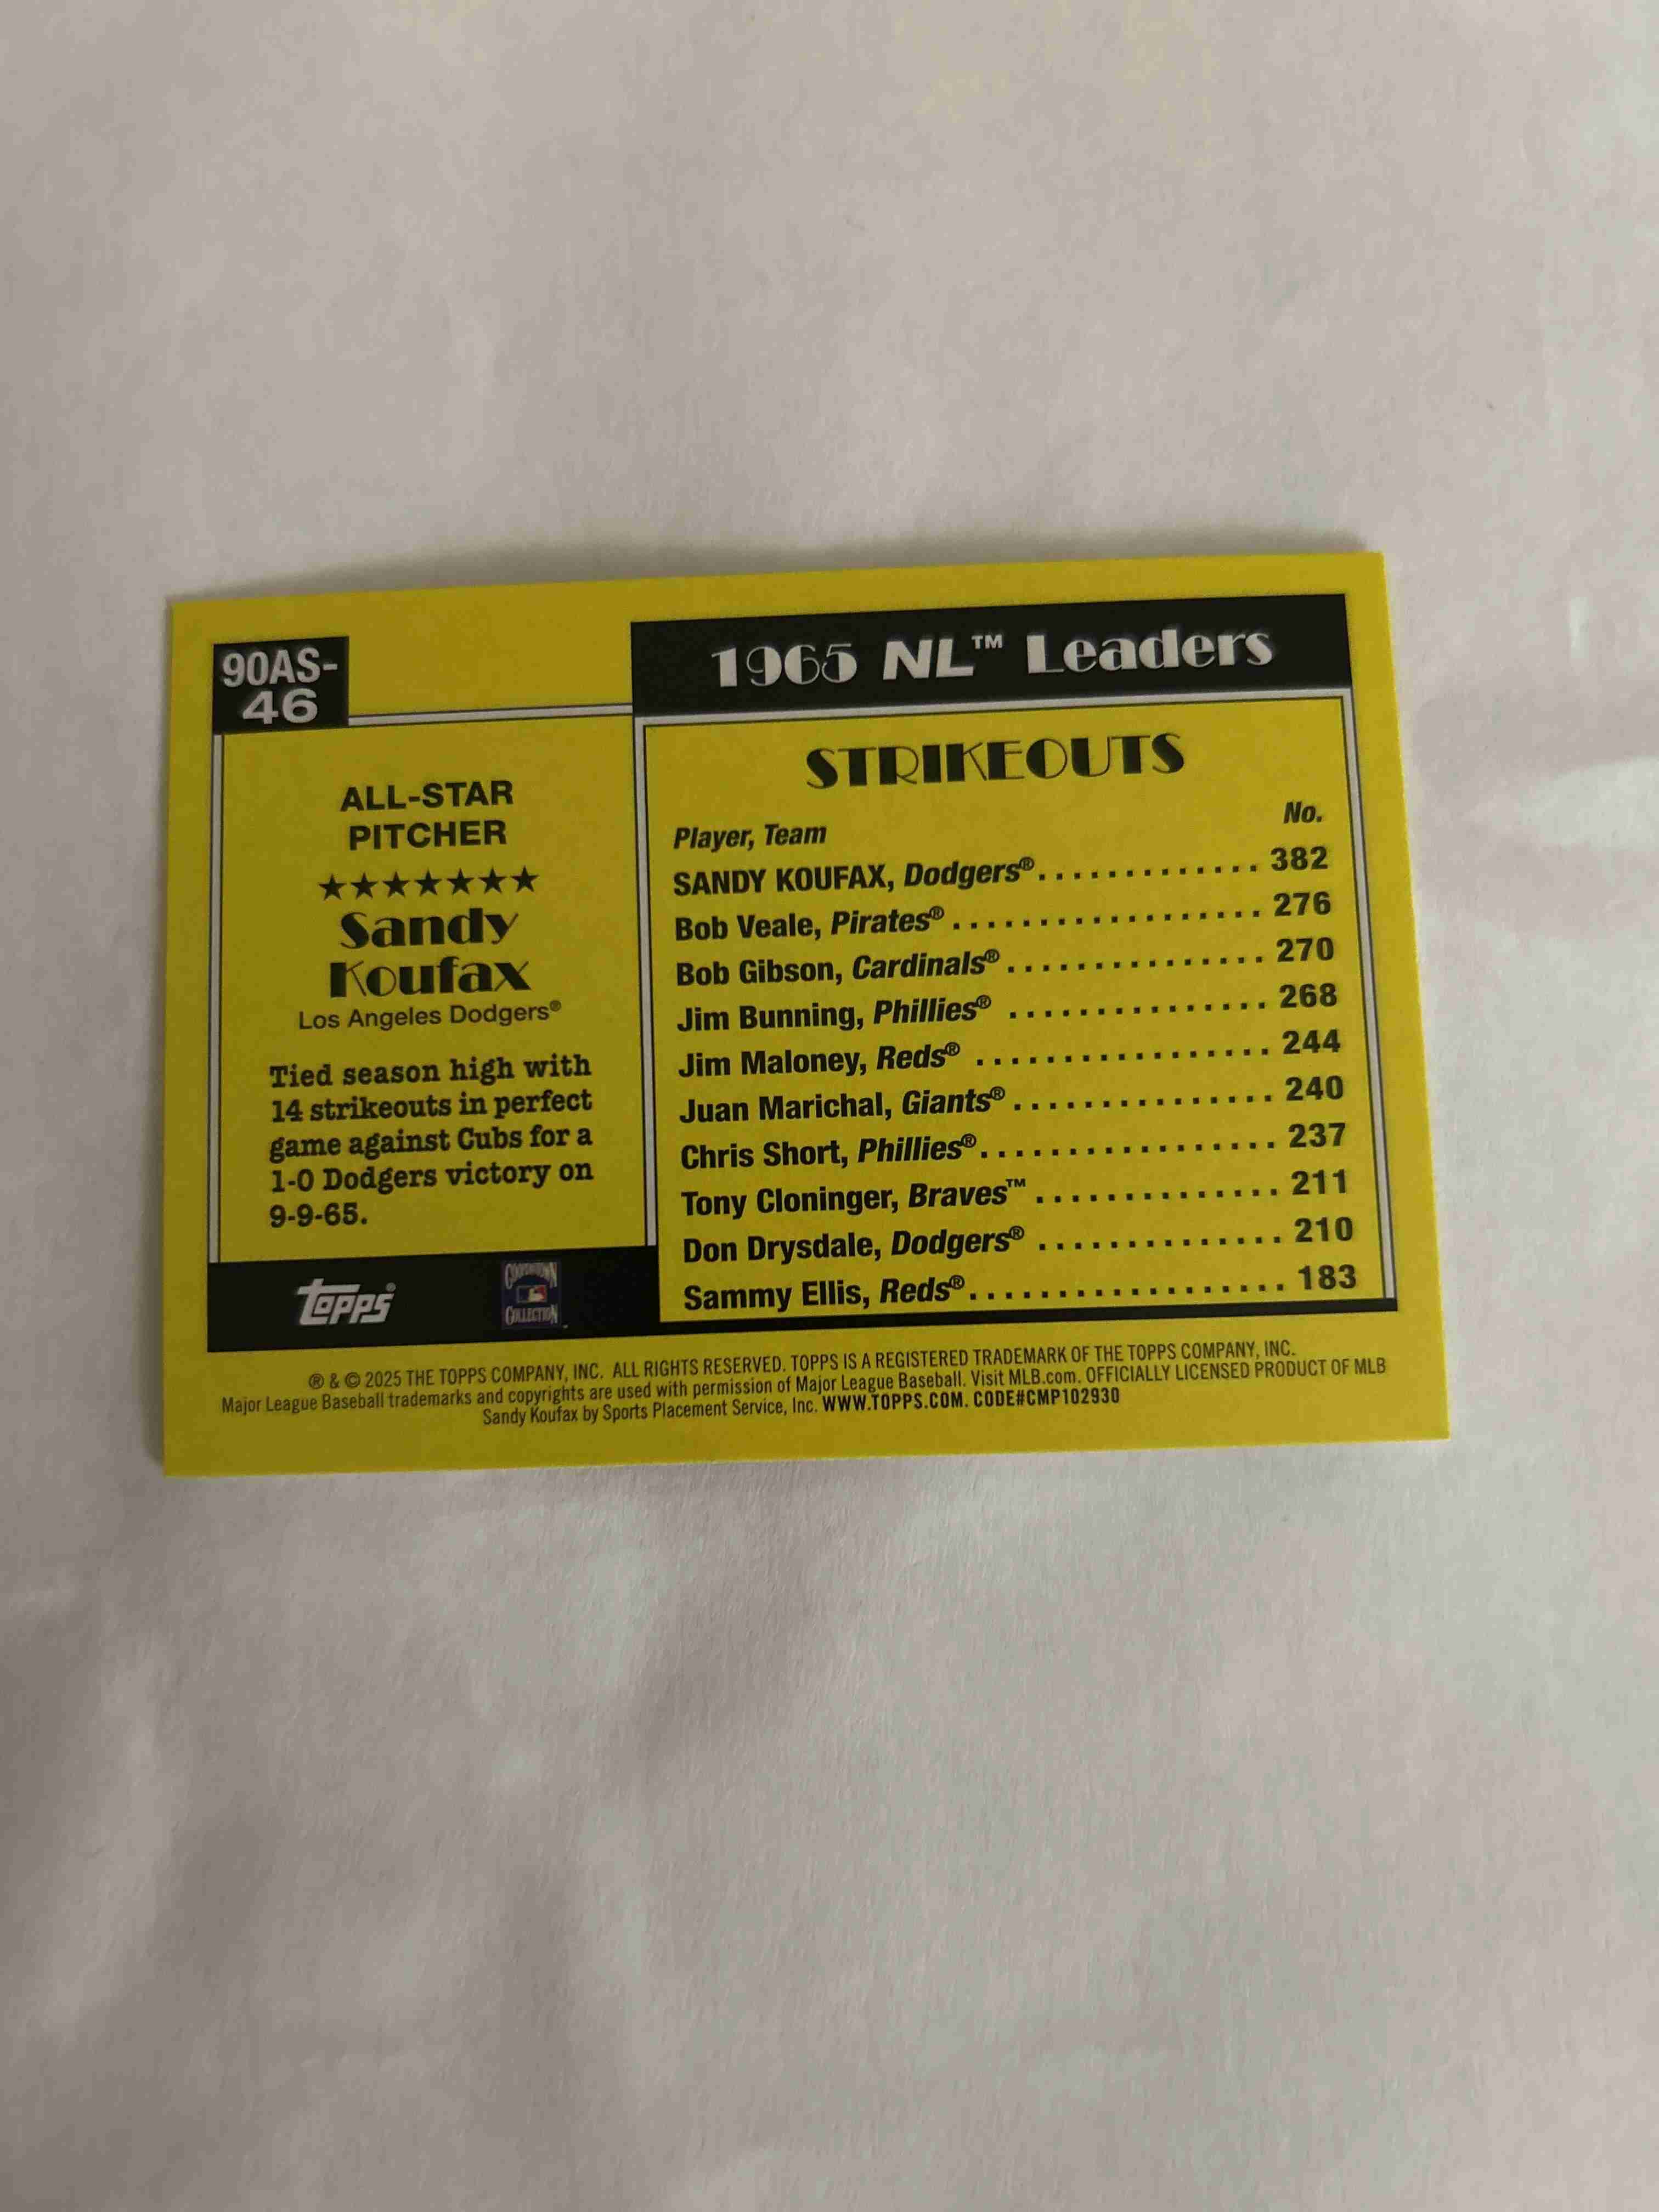 90AS-
46
ALL-STAR
PITCHER
★★★★★★★
Sandy
Koufax
Los Angeles Dodgers®
Tied season high with
14 strikeouts in perfect
game against Cubs for a
1-0 Dodgers victory on
9-9-65.
topps®
COOPERSTOWN
COLLECTION™
1965 NL™ Leaders
STRIKEOUTS
Player, Team No.
SANDY KOUFAX, Dodgers®............. 382
Bob Veale, Pirates® .................. 276
Bob Gibson, Cardinals® ............... 270
Jim Bunning, Phillies® ............... 268
Jim Maloney, Reds® ................. 244
Juan Marichal, Giants® ............... 240
Chris Short, Phillies®................. 237
Tony Cloninger, Braves™ .............. 211
Don Drysdale, Dodgers® .............. 210
Sammy Ellis, Reds®.................. 183
® & © 2025 THE TOPPS COMPANY, INC. ALL RIGHTS RESERVED. TOPPS IS A REGISTERED TRADEMARK OF THE TOPPS COMPANY, INC.
Major League Baseball trademarks and copyrights are used with permission of Major League Baseball. Visit MLB.com. OFFICIALLY LICENSED PRODUCT OF MLB
Sandy Koufax by Sports Placement Service, Inc. WWW.TOPPS.COM. CODE#CMP102930